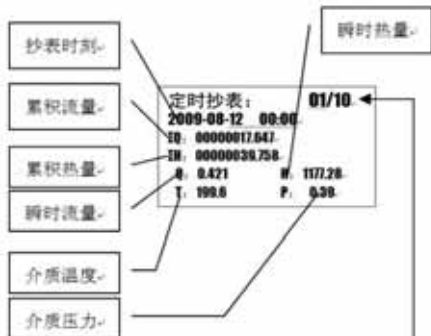 抄表时刻
瞬时热量
累积流量
累积热量
瞬时流量
介质温度
介质压力
定时抄表： 01/10
2009-08-12 00:00
ΣQ: 00000017.647
ΣH: 00000039.758
Q: 0.421 H: 1177.28
T: 199.6 P: 0.39